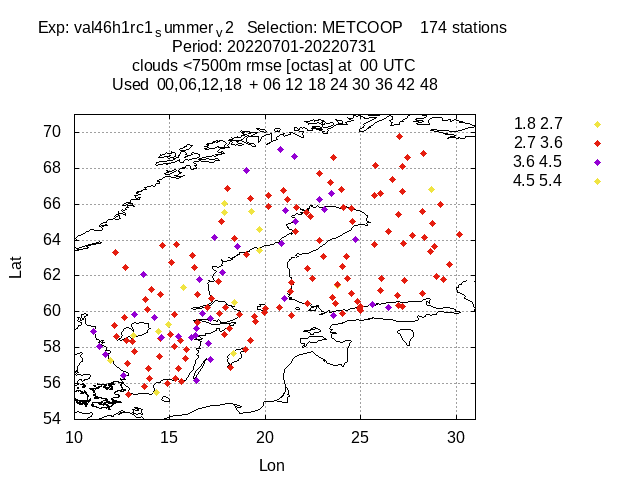 Exp: val46h1rc1summerv2 Selection: METCOOP 174 stations
Period: 20220701-20220731
clouds <7500m rmse [octas] at 00 UTC
Used 00,06,12,18 + 06 12 18 24 30 36 42 48
1.8 2.7
2.7 3.6
3.6 4.5
4.5 5.4
70
68
66
64
62
60
58
56
54
Lat
10 15 20 25 30
Lon